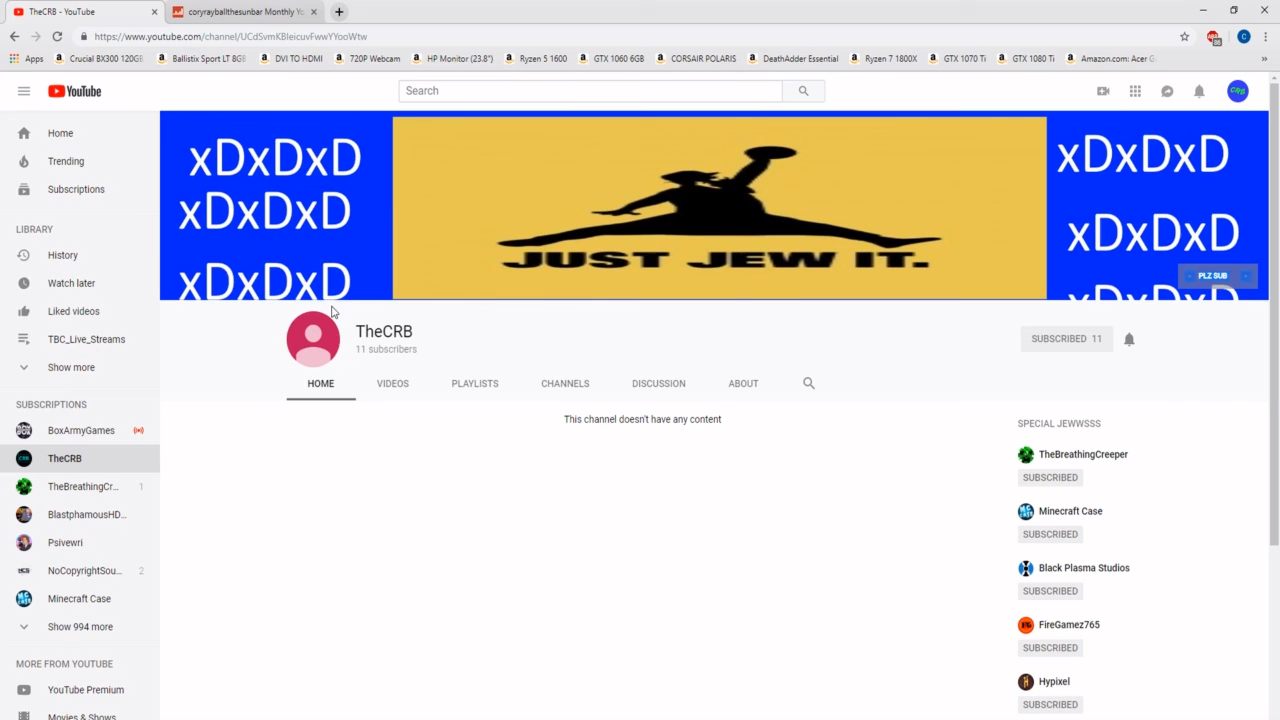 TheCRB - YouTube
coryrayballthesunbar Monthly Yo
https://www.youtube.com/channel/UCdSvmKBleicuvFwwYYooWtw
Apps
Crucial BX300 120GB
Ballistix Sport LT 8GB
DVI TO HDMI
720P Webcam
HP Monitor (23.8")
Ryzen 5 1600
GTX 1060 6GB
CORSAIR POLARIS
DeathAdder Essential
Ryzen 7 1800X
GTX 1070 Ti
GTX 1080 Ti
Amazon.com: Acer G
YouTube
Search
CRB
Home
Trending
Subscriptions
LIBRARY
History
Watch later
Liked videos
TBC_Live_Streams
Show more
SUBSCRIPTIONS
BoxArmyGames
TheCRB
TheBreathingCr... 1
BlastphamousHD...
Psivewri
NoCopyrightSou... 2
Minecraft Case
Show 994 more
MORE FROM YOUTUBE
YouTube Premium
Movies & Shows
xDxDxD
xDxDxD
xDxDxD
JUST JEW IT.
xDxDxD
xDxDxD
xDxDxD
PLZ SUB
TheCRB
11 subscribers
SUBSCRIBED 11
HOME
VIDEOS
PLAYLISTS
CHANNELS
DISCUSSION
ABOUT
This channel doesn't have any content
SPECIAL JEWWSSS
TheBreathingCreeper
SUBSCRIBED
Minecraft Case
SUBSCRIBED
Black Plasma Studios
SUBSCRIBED
FireGamez765
SUBSCRIBED
Hypixel
SUBSCRIBED